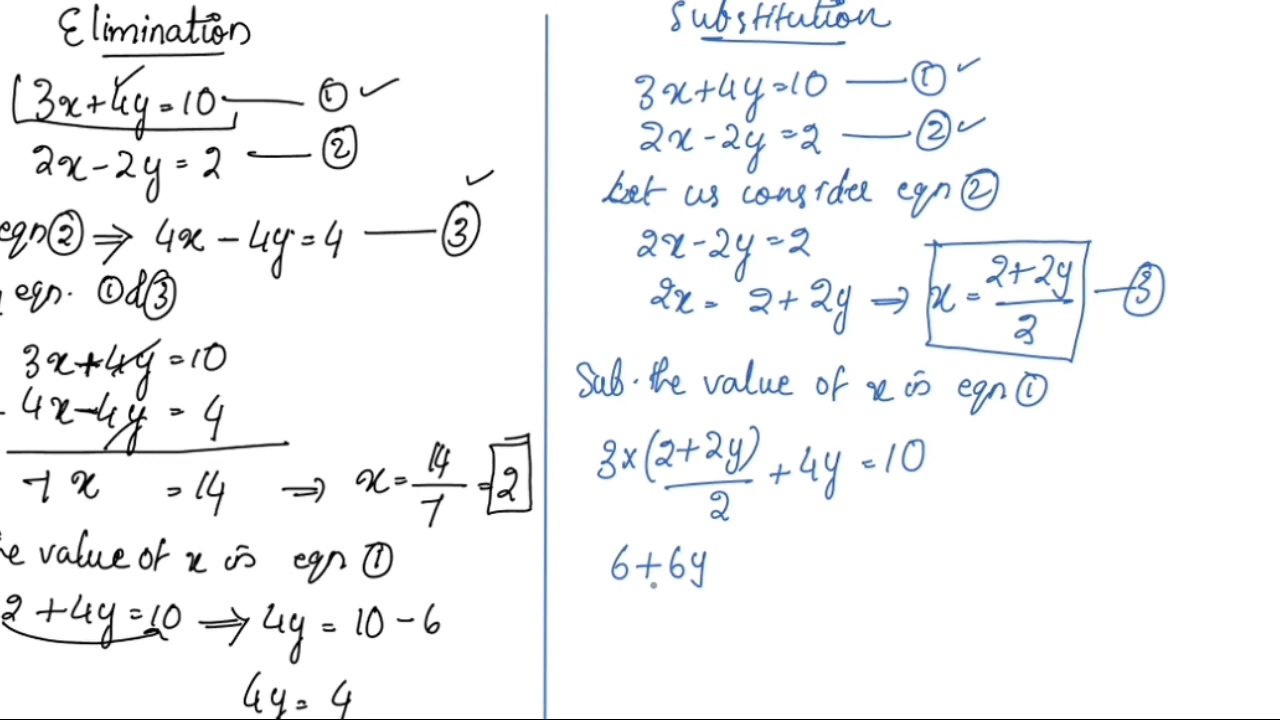 Elimination
3x+4y=10 —— ①
2x-2y=2 —— ②
eqn② ⇒ 4x-4y=4 —— ③
eqn. ①&③
3x+4y=10
4x-4y=4
7x =14 ⇒ x=14/7=2
value of x in eqn ①
2+4y=10 ⇒ 4y=10-6
4y=4
Substitution
3x+4y=10 —— ①
2x-2y=2 —— ②
Let us consider eqn ②
2x-2y=2
2x=2+2y ⇒ x=2+2y/2 —③
Sub. the value of x in eqn ①
3×(2+2y)/2+4y=10
6+6y